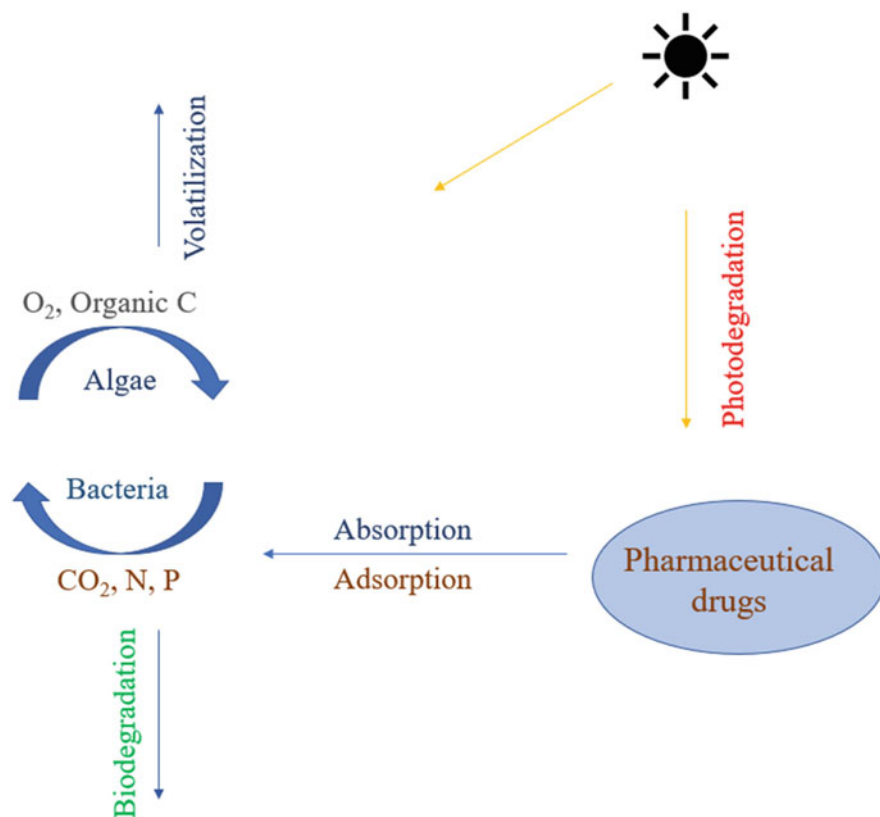 Volatilization
O₂, Organic C
Algae
Photodegradation
Bacteria
Absorption
CO₂, N, P
Adsorption
Pharmaceutical
drugs
Biodegradation